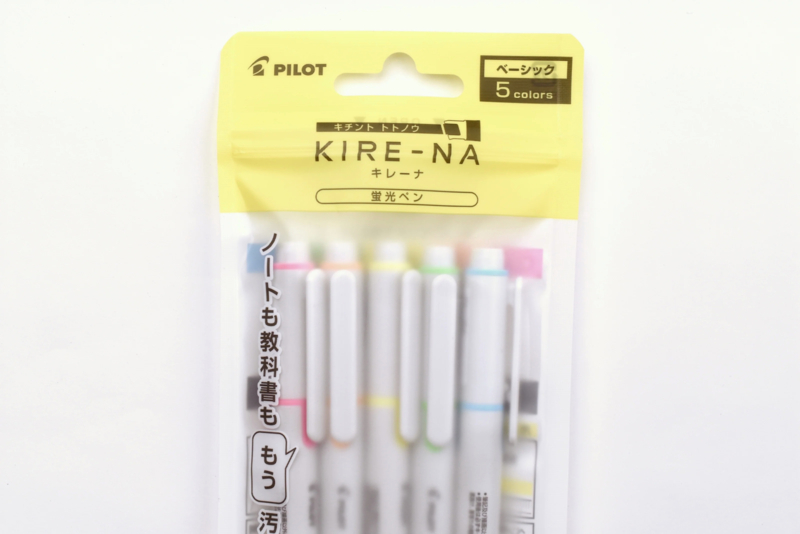 PILOT
ベーシック
5 colors
キチント トトノウ
KIRE-NA
キレーナ
蛍光ペン
ノートも教科書も
もう
汚